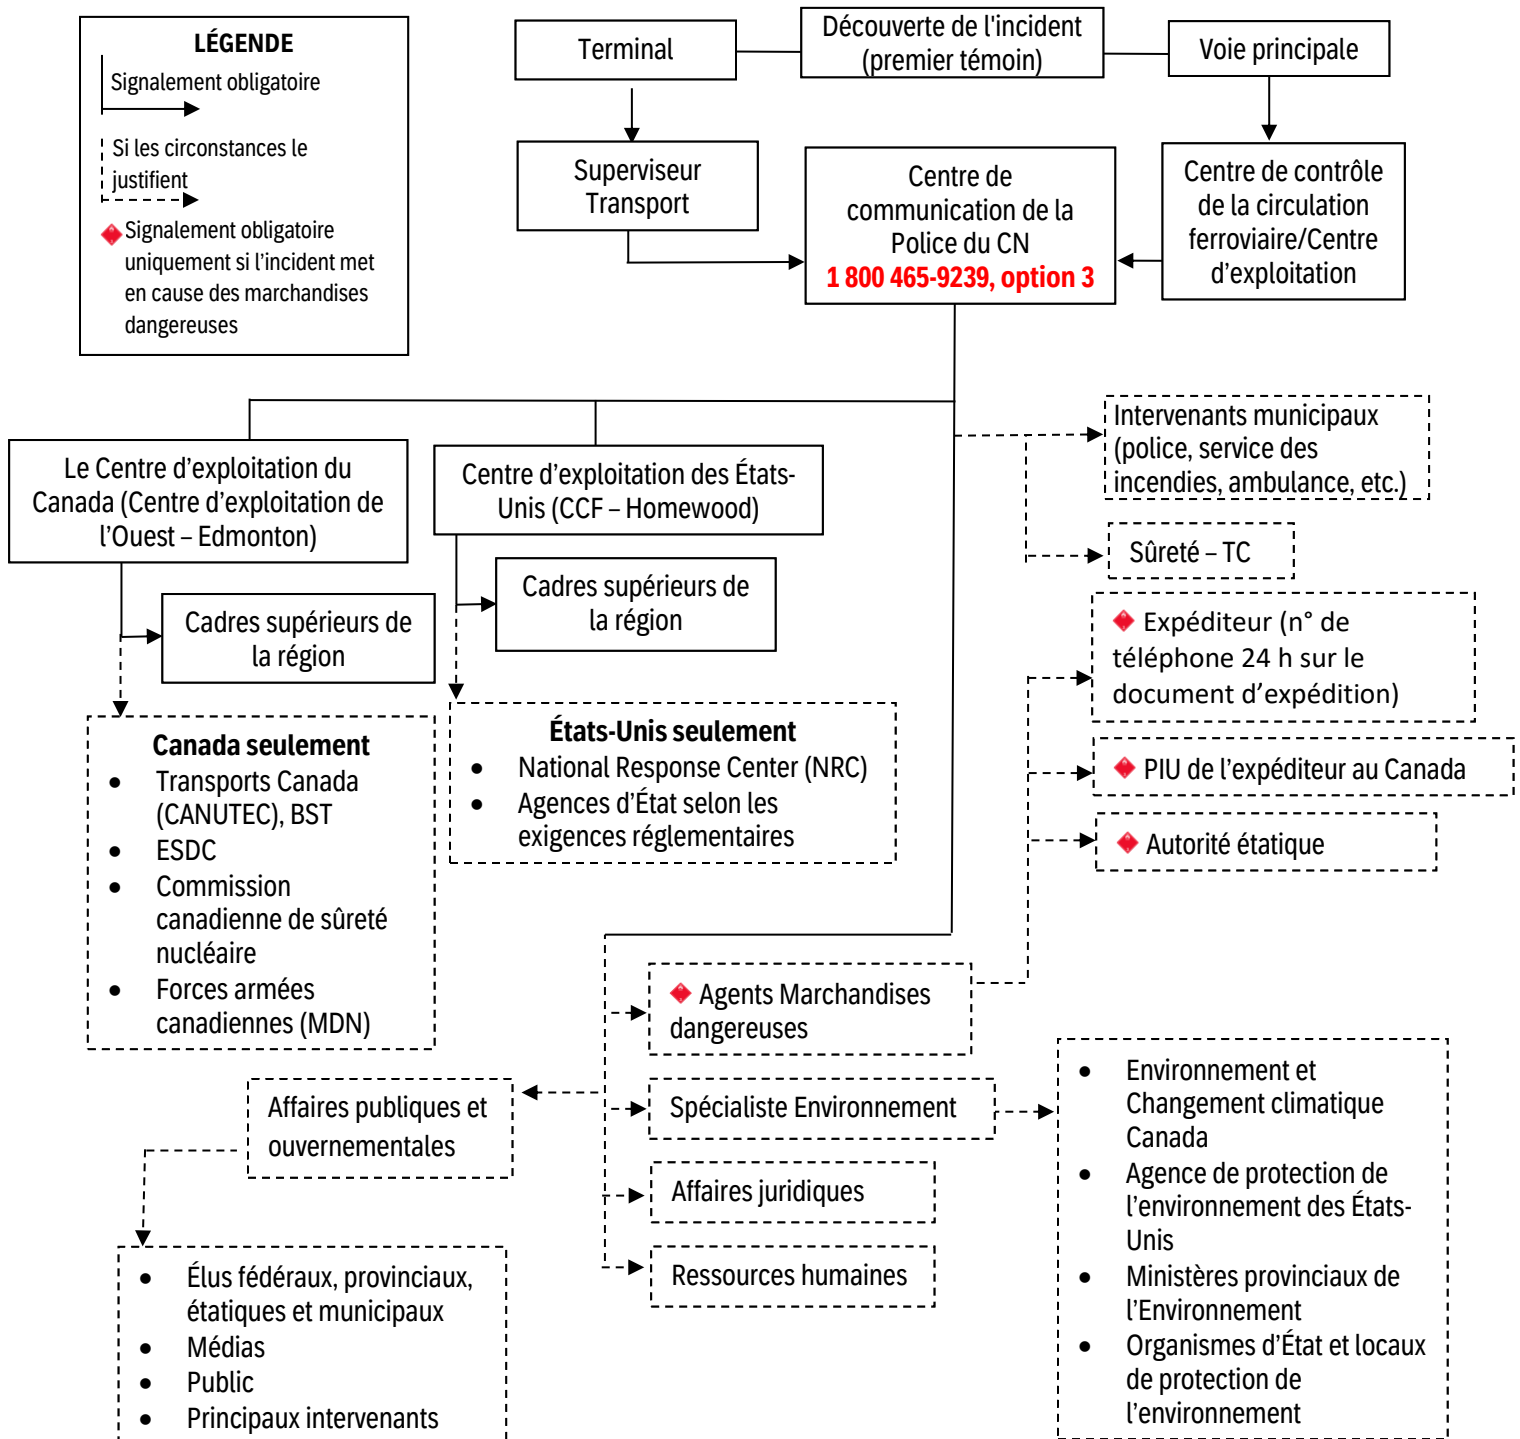 LÉGENDE
Signalement obligatoire
Si les circonstances le
justifient
Signalement obligatoire
uniquement si l’incident met
en cause des marchandises
dangereuses
Terminal
Découverte de l'incident
(premier témoin)
Voie principale
Superviseur
Transport
Centre de
communication de la
Police du CN
1 800 465-9239, option 3
Centre de contrôle
de la circulation
ferroviaire/Centre
d’exploitation
Le Centre d’exploitation du
Canada (Centre d’exploitation de
l’Ouest – Edmonton)
Centre d’exploitation des États-
Unis (CCF – Homewood)
Intervenants municipaux
(police, service des
incendies, ambulance, etc.)
Sûreté – TC
Cadres supérieurs de
la région
Cadres supérieurs de
la région
Expéditeur (n° de
téléphone 24 h sur le
document d’expédition)
PIU de l’expéditeur au Canada
Autorité étatique
Canada seulement
• Transports Canada
(CANUTEC), BST
• ESDC
• Commission
canadienne de sûreté
nucléaire
• Forces armées
canadiennes (MDN)
États-Unis seulement
• National Response Center (NRC)
• Agences d’État selon les
exigences réglementaires
Agents Marchandises
dangereuses
Spécialiste Environnement
Affaires juridiques
Ressources humaines
Affaires publiques et
ouvernementales
• Élus fédéraux, provinciaux,
étatiques et municipaux
• Médias
• Public
• Principaux intervenants
• Environnement et
Changement climatique
Canada
• Agence de protection de
l’environnement des États-
Unis
• Ministères provinciaux de
l’Environnement
• Organismes d’État et locaux
de protection de
l’environnement